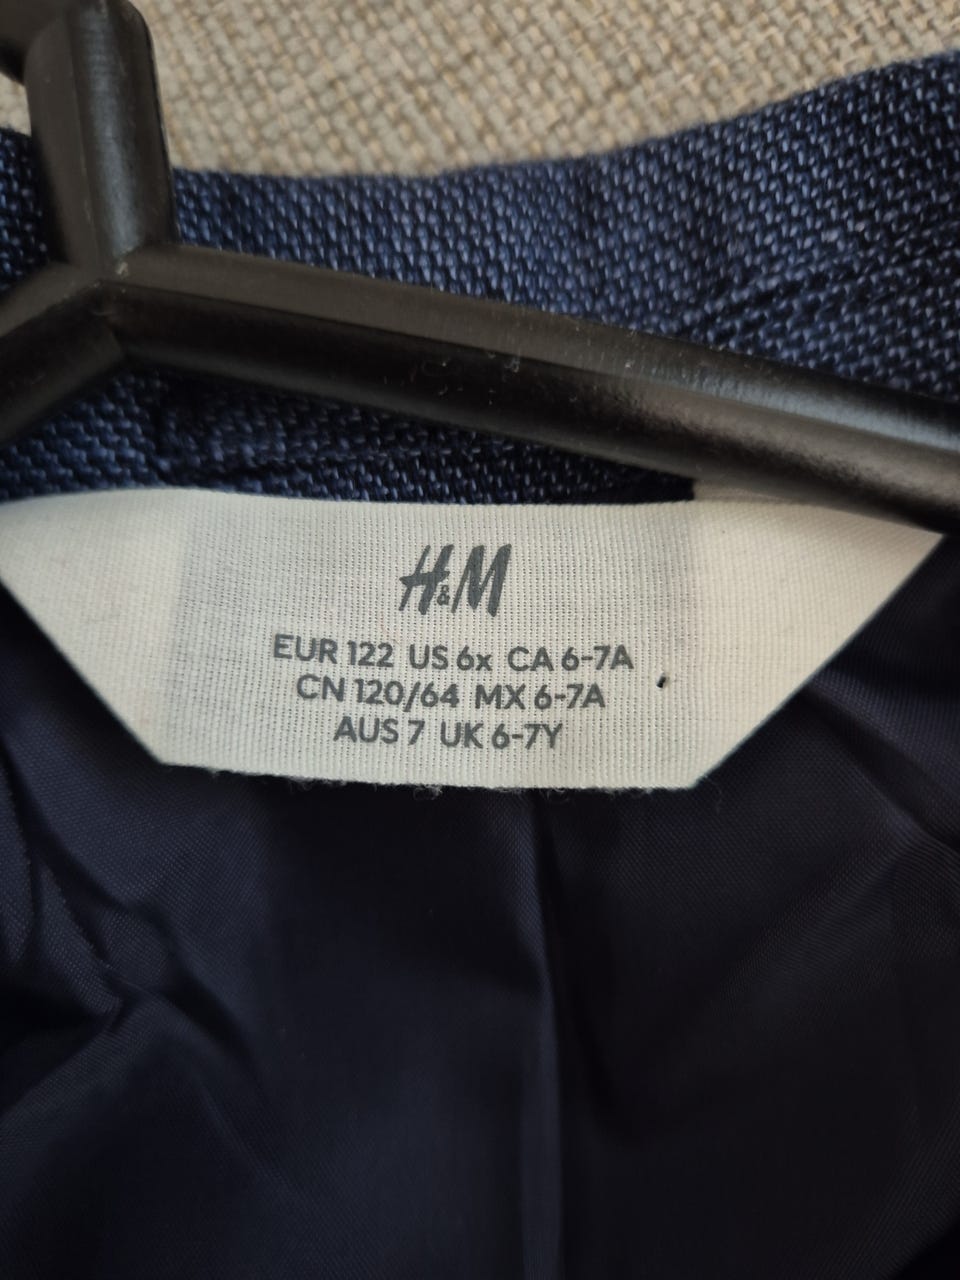 H&M
EUR 122 US 6x CA 6-7A
CN 120/64 MX 6-7A
AUS 7 UK 6-7Y